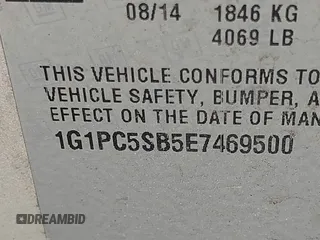 08/14 1846 KG
4069 LB
THIS VEHICLE CONFORMS TO
VEHICLE SAFETY, BUMPER, A
EFFECT ON THE DATE OF MAN
1G1PC5SB5E7469500
DREAMBID